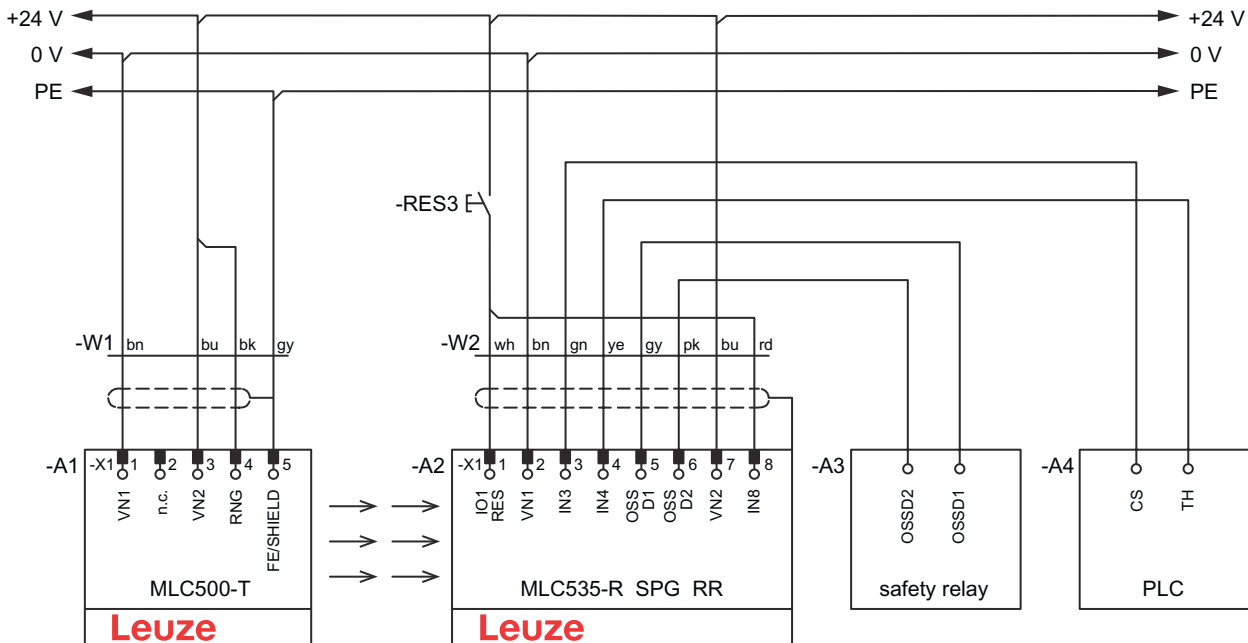 +24 V +24 V
0 V 0 V
PE PE
-RES3
-W1 bn bu bk gy
-W2 wh bn gn ye gy pk bu rd
-A1 -X1 1 2 3 4 5
VN1
n.c.
VN2
RNG
FE/SHIELD
MLC500-T
Leuze
-A2 -X1 1 2 3 4 5 6 7 8
IO1
RES
VN1
IN3
IN4
OSS
D1
OSS
D2
VN2
IN8
MLC535-R SPG RR
Leuze
-A3
OSSD2
OSSD1
safety relay
-A4
CS
TH
PLC